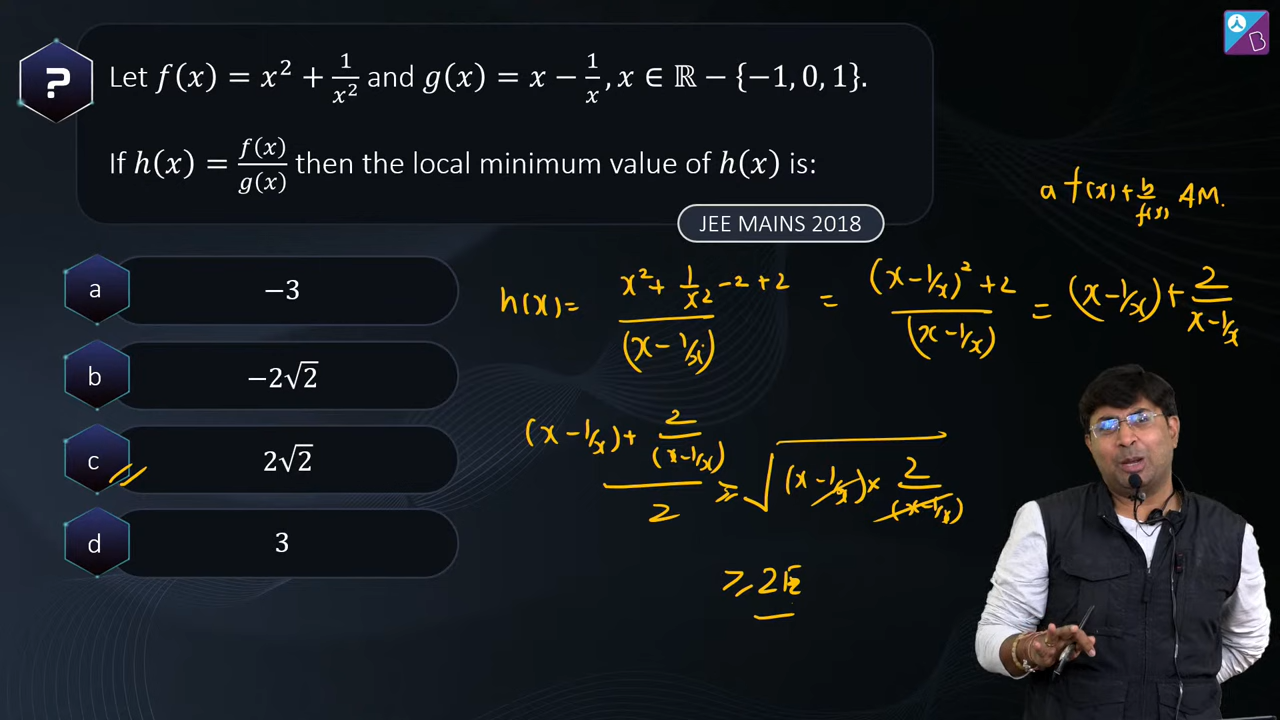 ?
Let f(x) = x² + 1/x² and g(x) = x − 1/x, x ∈ ℝ − {−1, 0, 1}.
If h(x) = f(x)/g(x) then the local minimum value of h(x) is:
JEE MAINS 2018
B
a f(x) + b/f(x) AM.
a −3
b −2√2
c 2√2
d 3
h(x) = (x² + 1/x² − 2 + 2)/(x − 1/x) = ((x − 1/x)² + 2)/(x − 1/x) = (x − 1/x) + 2/(x − 1/x)
((x − 1/x) + 2/(x − 1/x))/2 ≥ √((x − 1/x) × 2/(x − 1/x))
≥ 2√2